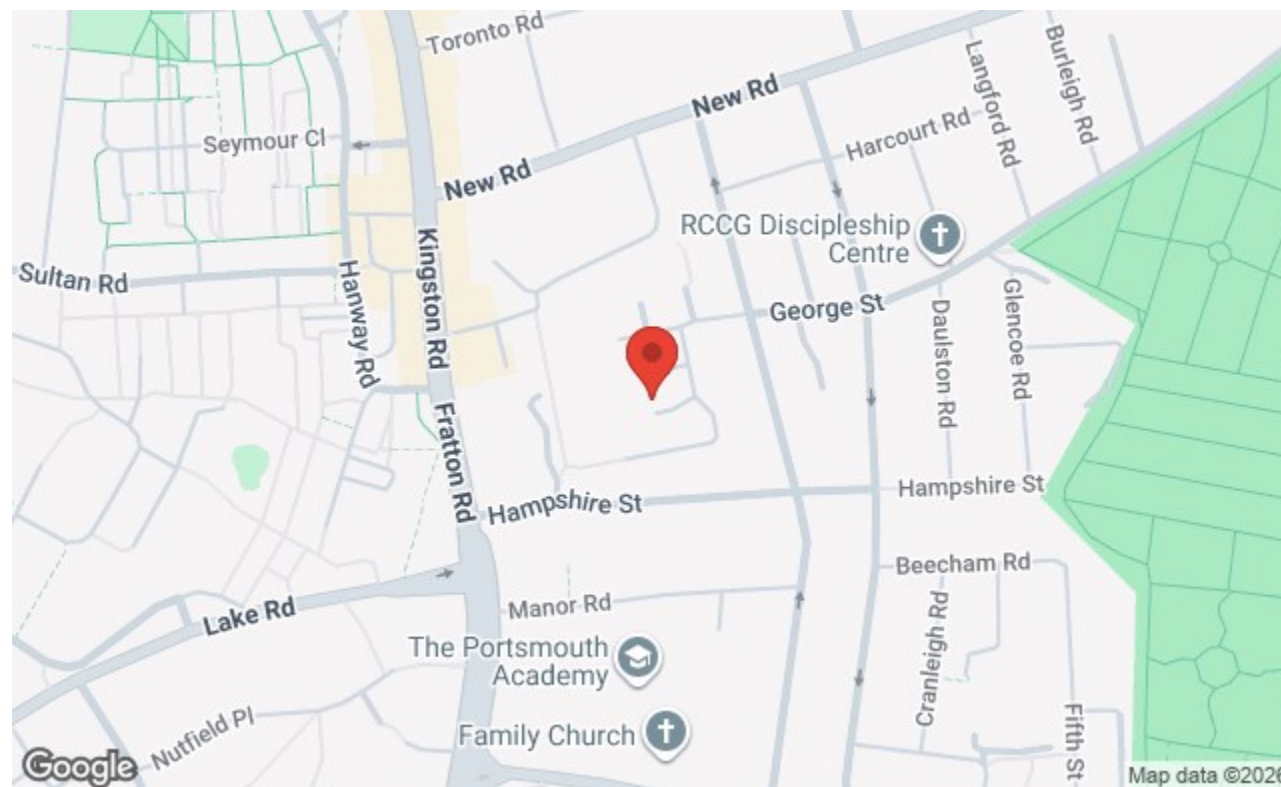 Toronto Rd
New Rd
Langford Rd
Burleigh Rd
Seymour Cl
Harcourt Rd
New Rd
RCCG Discipleship
Centre
Sultan Rd
Hanway Rd
Kingston Rd
George St
Daulston Rd
Glencoe Rd
Fratton Rd
Hampshire St
Hampshire St
Beecham Rd
Lake Rd
Manor Rd
Cranleigh Rd
The Portsmouth
Academy
Nutfield Pl
Family Church
Fifth St
Google
Map data ©2026